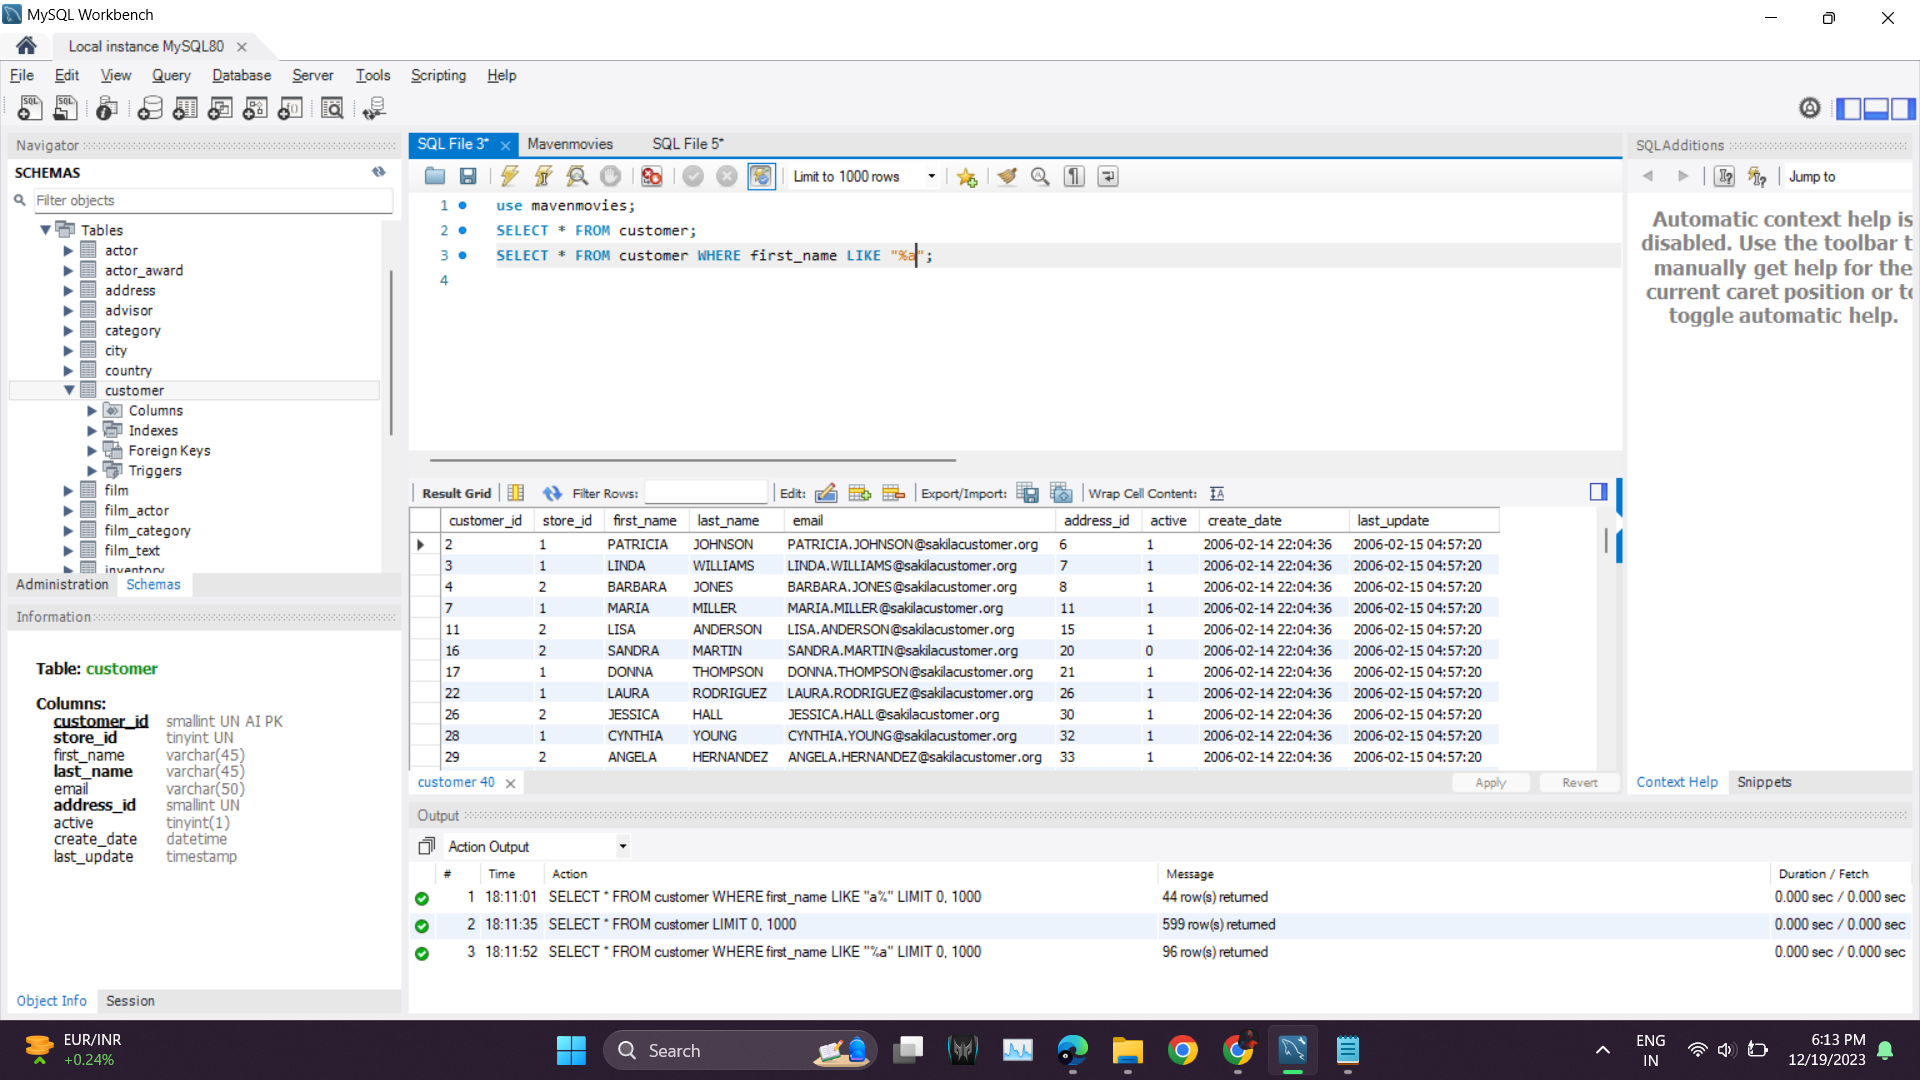 MySQL Workbench
Local instance MySQL80
File Edit View Query Database Server Tools Scripting Help
Navigator
SCHEMAS
Filter objects
Tables
actor
actor_award
address
advisor
category
city
country
customer
Columns
Indexes
Foreign Keys
Triggers
film
film_actor
film_category
film_text
inventory
Administration Schemas
Information
Table: customer
Columns:
customer_id smallint UN AI PK
store_id tinyint UN
first_name varchar(45)
last_name varchar(45)
email varchar(50)
address_id smallint UN
active tinyint(1)
create_date datetime
last_update timestamp
Object Info Session
SQL File 3* Mavenmovies SQL File 5*
Limit to 1000 rows
1 use mavenmovies;
2 SELECT * FROM customer;
3 SELECT * FROM customer WHERE first_name LIKE "%a";
4
Result Grid Filter Rows: Edit: Export/Import: Wrap Cell Content:
customer_id store_id first_name last_name email address_id active create_date last_update
2 1 PATRICIA JOHNSON PATRICIA.JOHNSON@sakilacustomer.org 6 1 2006-02-14 22:04:36 2006-02-15 04:57:20
3 1 LINDA WILLIAMS LINDA.WILLIAMS@sakilacustomer.org 7 1 2006-02-14 22:04:36 2006-02-15 04:57:20
4 2 BARBARA JONES BARBARA.JONES@sakilacustomer.org 8 1 2006-02-14 22:04:36 2006-02-15 04:57:20
7 1 MARIA MILLER MARIA.MILLER@sakilacustomer.org 11 1 2006-02-14 22:04:36 2006-02-15 04:57:20
11 2 LISA ANDERSON LISA.ANDERSON@sakilacustomer.org 15 1 2006-02-14 22:04:36 2006-02-15 04:57:20
16 2 SANDRA MARTIN SANDRA.MARTIN@sakilacustomer.org 20 0 2006-02-14 22:04:36 2006-02-15 04:57:20
17 1 DONNA THOMPSON DONNA.THOMPSON@sakilacustomer.org 21 1 2006-02-14 22:04:36 2006-02-15 04:57:20
22 1 LAURA RODRIGUEZ LAURA.RODRIGUEZ@sakilacustomer.org 26 1 2006-02-14 22:04:36 2006-02-15 04:57:20
26 2 JESSICA HALL JESSICA.HALL@sakilacustomer.org 30 1 2006-02-14 22:04:36 2006-02-15 04:57:20
28 1 CYNTHIA YOUNG CYNTHIA.YOUNG@sakilacustomer.org 32 1 2006-02-14 22:04:36 2006-02-15 04:57:20
29 2 ANGELA HERNANDEZ ANGELA.HERNANDEZ@sakilacustomer.org 33 1 2006-02-14 22:04:36 2006-02-15 04:57:20
customer 40 Apply Revert
Output
Action Output
# Time Action Message Duration / Fetch
1 18:11:01 SELECT * FROM customer WHERE first_name LIKE "a%" LIMIT 0, 1000 44 row(s) returned 0.000 sec / 0.000 sec
2 18:11:35 SELECT * FROM customer LIMIT 0, 1000 599 row(s) returned 0.000 sec / 0.000 sec
3 18:11:52 SELECT * FROM customer WHERE first_name LIKE "%a" LIMIT 0, 1000 96 row(s) returned 0.000 sec / 0.000 sec
SQLAdditions
Jump to
Automatic context help is
disabled. Use the toolbar t
manually get help for the
current caret position or to
toggle automatic help.
Context Help Snippets
EUR/INR
+0.24%
Search
ENG
IN
6:13 PM
12/19/2023